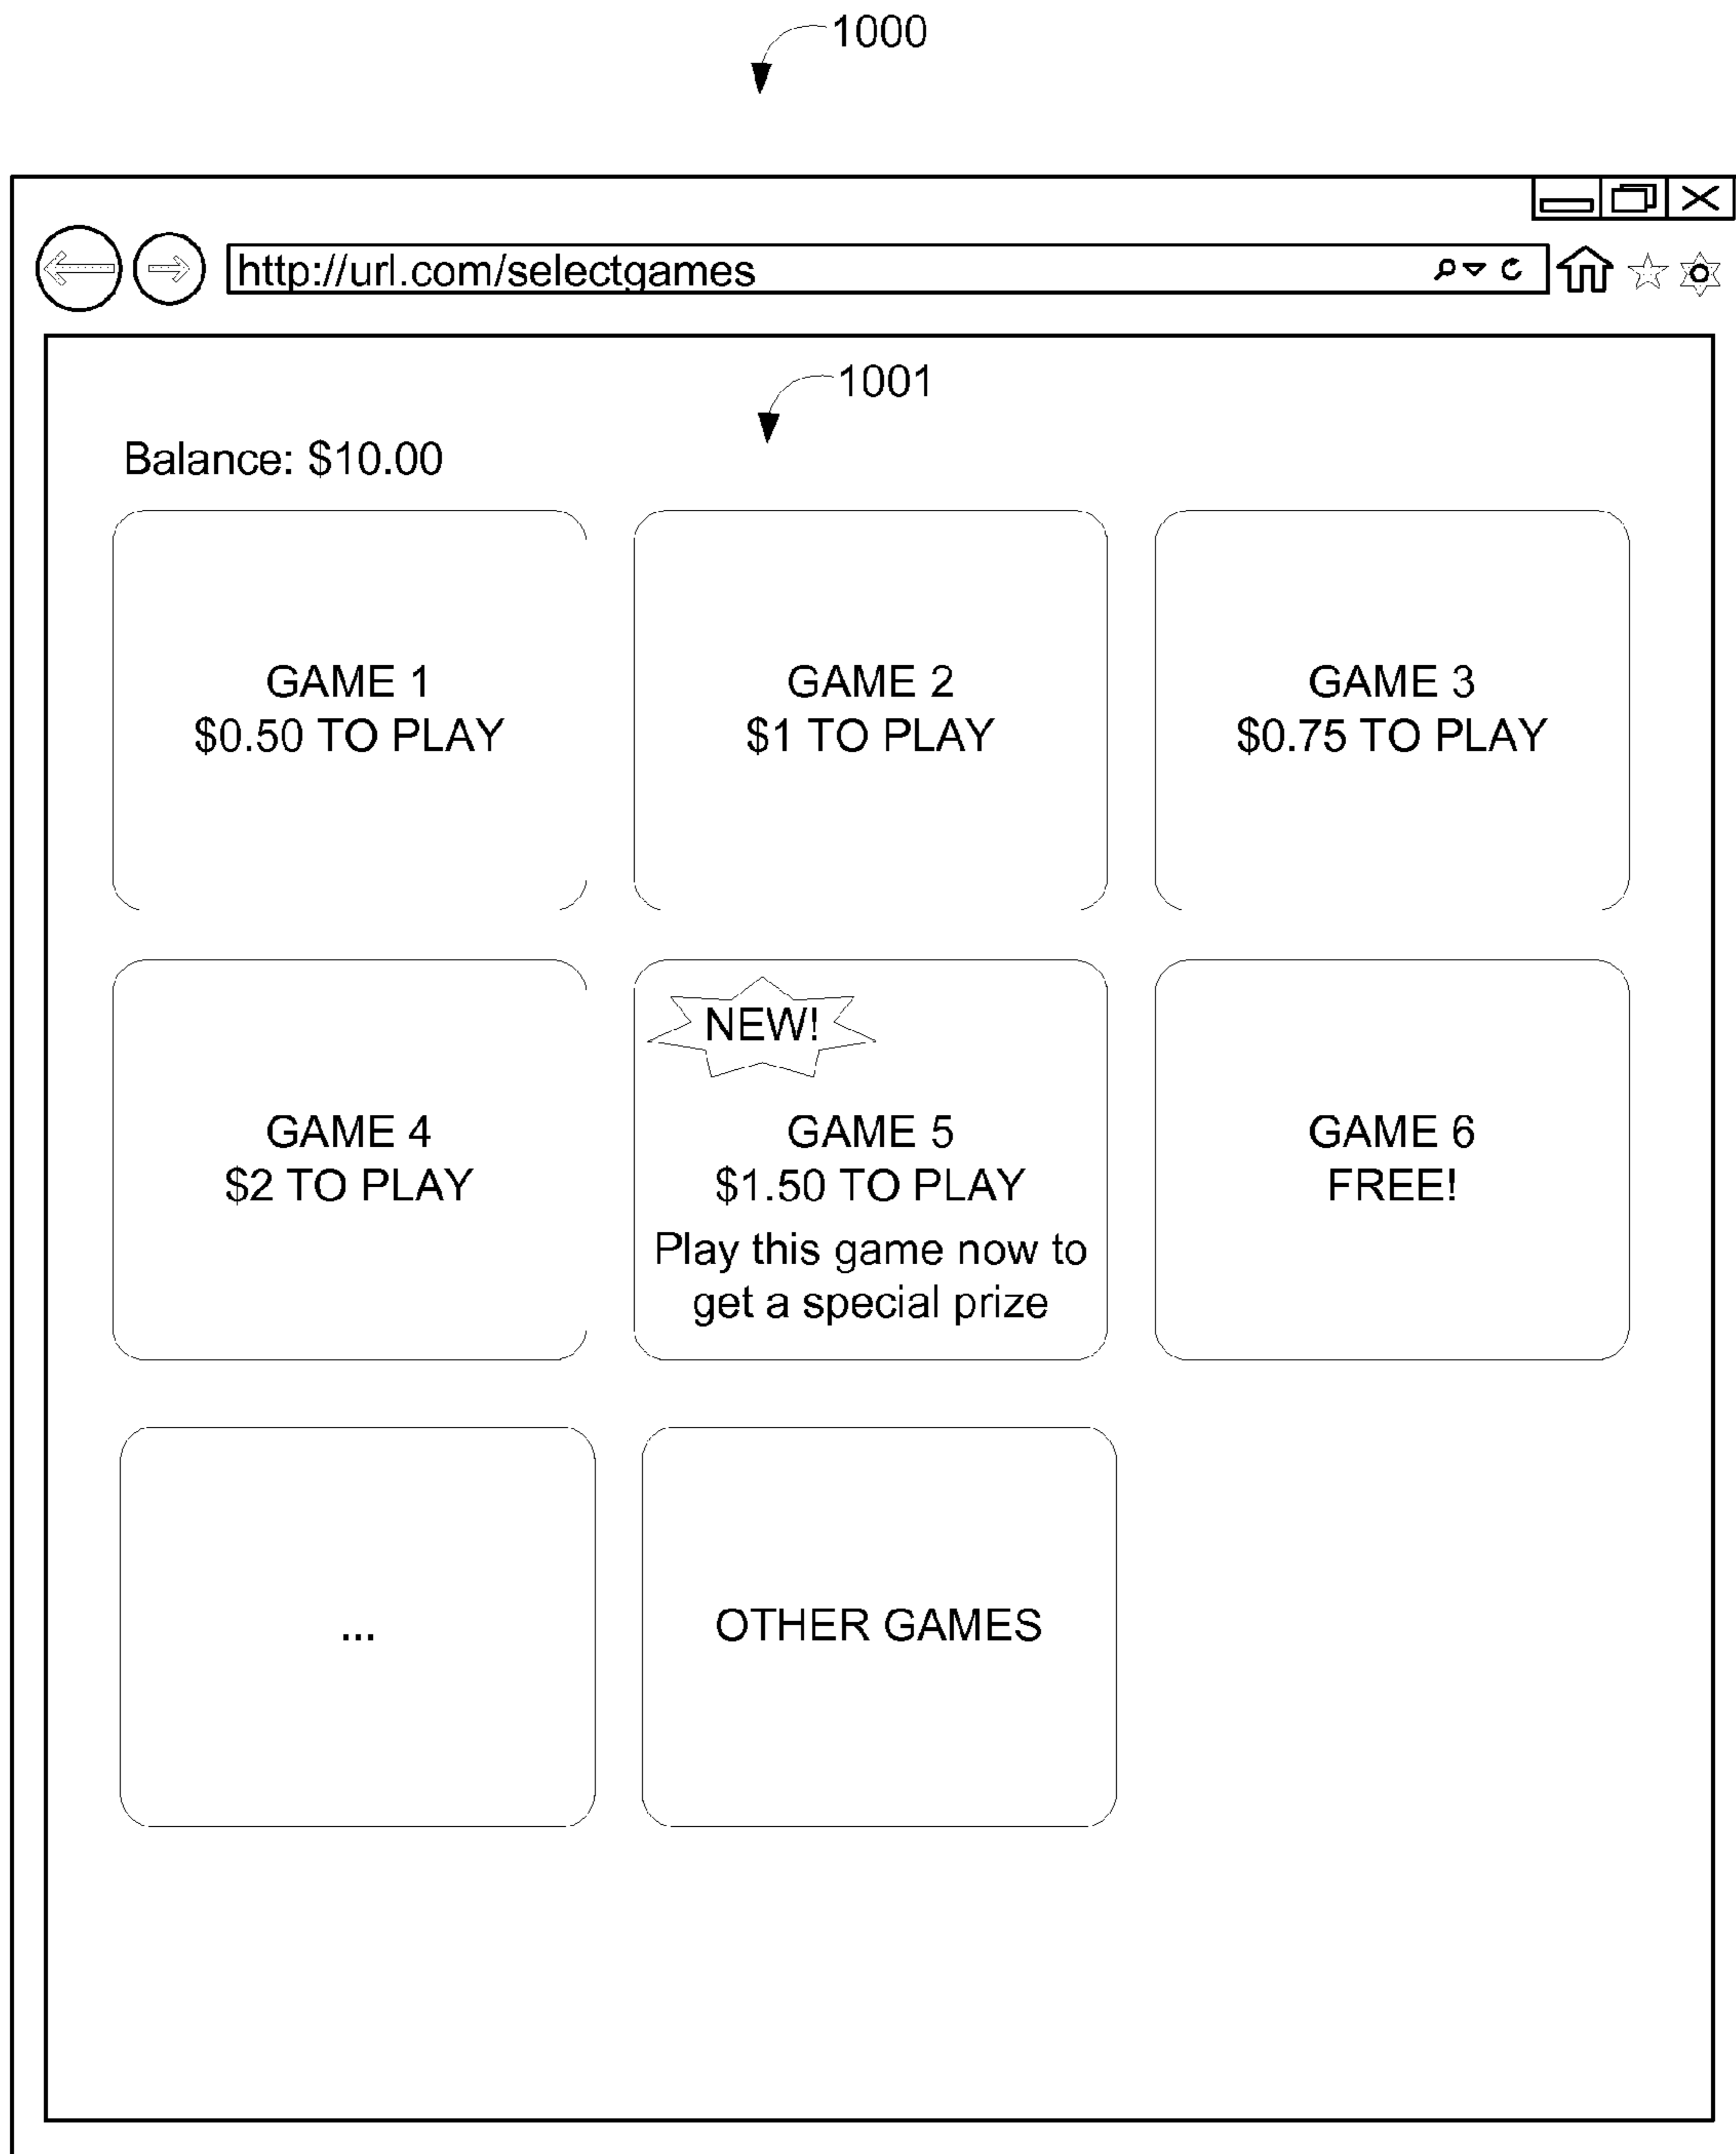 1000
http://url.com/selectgames
1001
Balance: $10.00
GAME 1
$0.50 TO PLAY
GAME 2
$1 TO PLAY
GAME 3
$0.75 TO PLAY
GAME 4
$2 TO PLAY
NEW!
GAME 5
$1.50 TO PLAY
Play this game now to
get a special prize
GAME 6
FREE!
...
OTHER GAMES